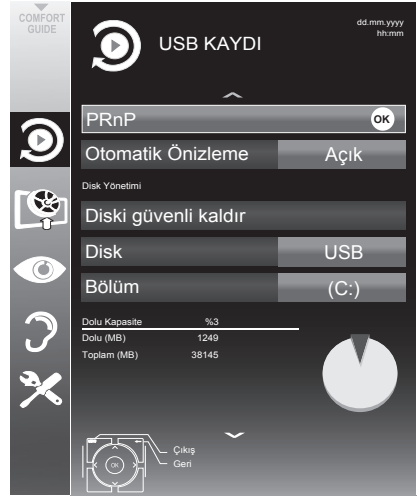 COMFORT
GUIDE
USB KAYDI
dd.mm.yyyy
hh:mm
PRnP
OK
Otomatik Önizleme
Açık
Disk Yönetimi
Diski güvenli kaldır
Disk
USB
Bölüm
(C:)
Dolu Kapasite %3
Dolu (MB) 1249
Toplam (MB) 38145
OK
Çıkış
Geri